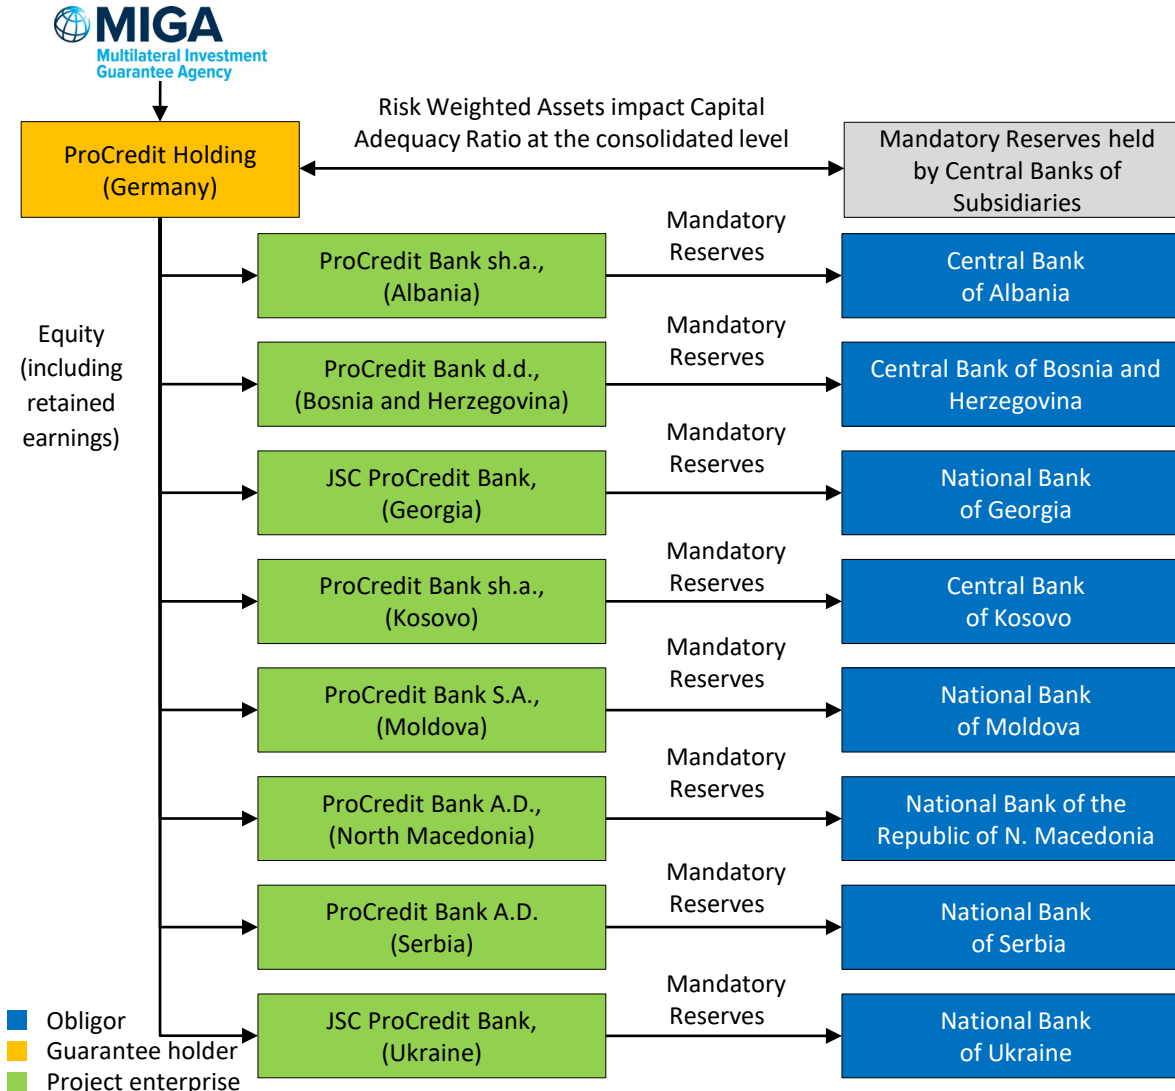 MIGA
Multilateral Investment
Guarantee Agency
Risk Weighted Assets impact Capital
Adequacy Ratio at the consolidated level
ProCredit Holding
(Germany)
Mandatory Reserves held
by Central Banks of
Subsidiaries
Equity
(including
retained
earnings)
ProCredit Bank sh.a.,
(Albania)
Mandatory
Reserves
Central Bank
of Albania
ProCredit Bank d.d.,
(Bosnia and Herzegovina)
Mandatory
Reserves
Central Bank of Bosnia and
Herzegovina
JSC ProCredit Bank,
(Georgia)
Mandatory
Reserves
National Bank
of Georgia
ProCredit Bank sh.a.,
(Kosovo)
Mandatory
Reserves
Central Bank
of Kosovo
ProCredit Bank S.A.,
(Moldova)
Mandatory
Reserves
National Bank
of Moldova
ProCredit Bank A.D.,
(North Macedonia)
Mandatory
Reserves
National Bank of the
Republic of N. Macedonia
ProCredit Bank A.D.
(Serbia)
Mandatory
Reserves
National Bank
of Serbia
JSC ProCredit Bank,
(Ukraine)
Mandatory
Reserves
National Bank
of Ukraine
Obligor
Guarantee holder
Project enterprise